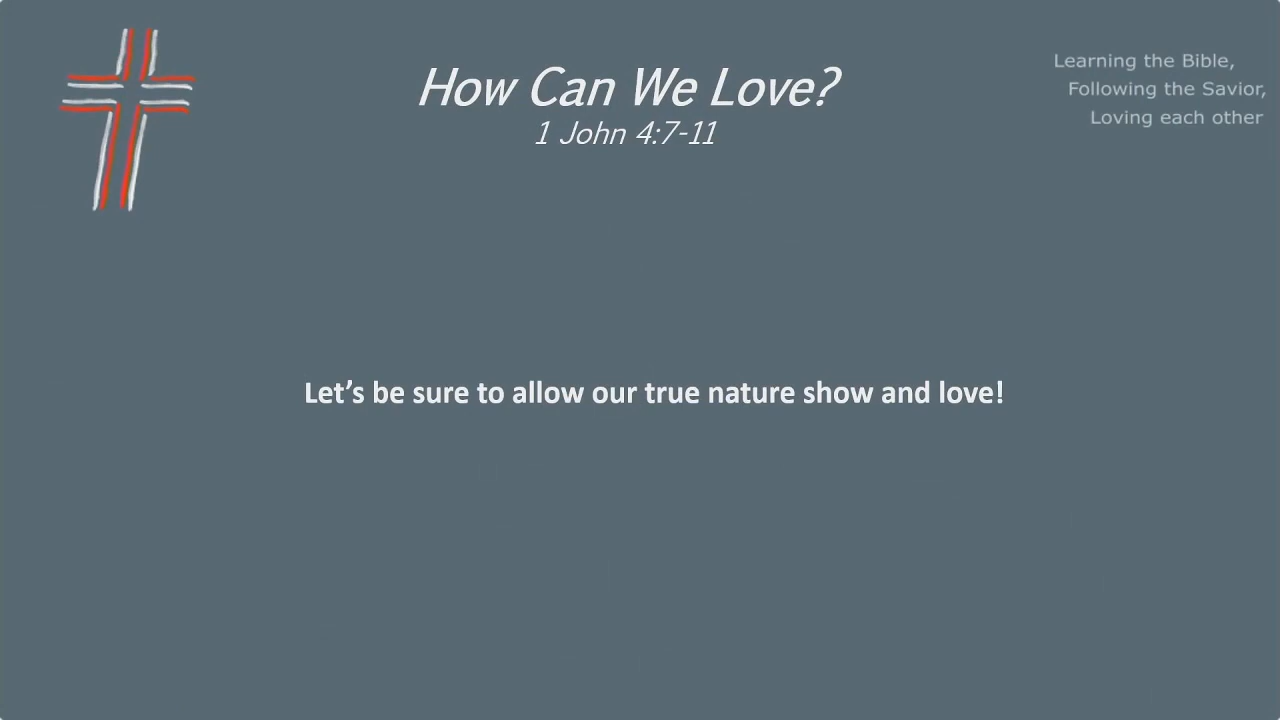 How Can We Love?
1 John 4:7-11
Learning the Bible,
Following the Savior,
Loving each other
Let’s be sure to allow our true nature show and love!